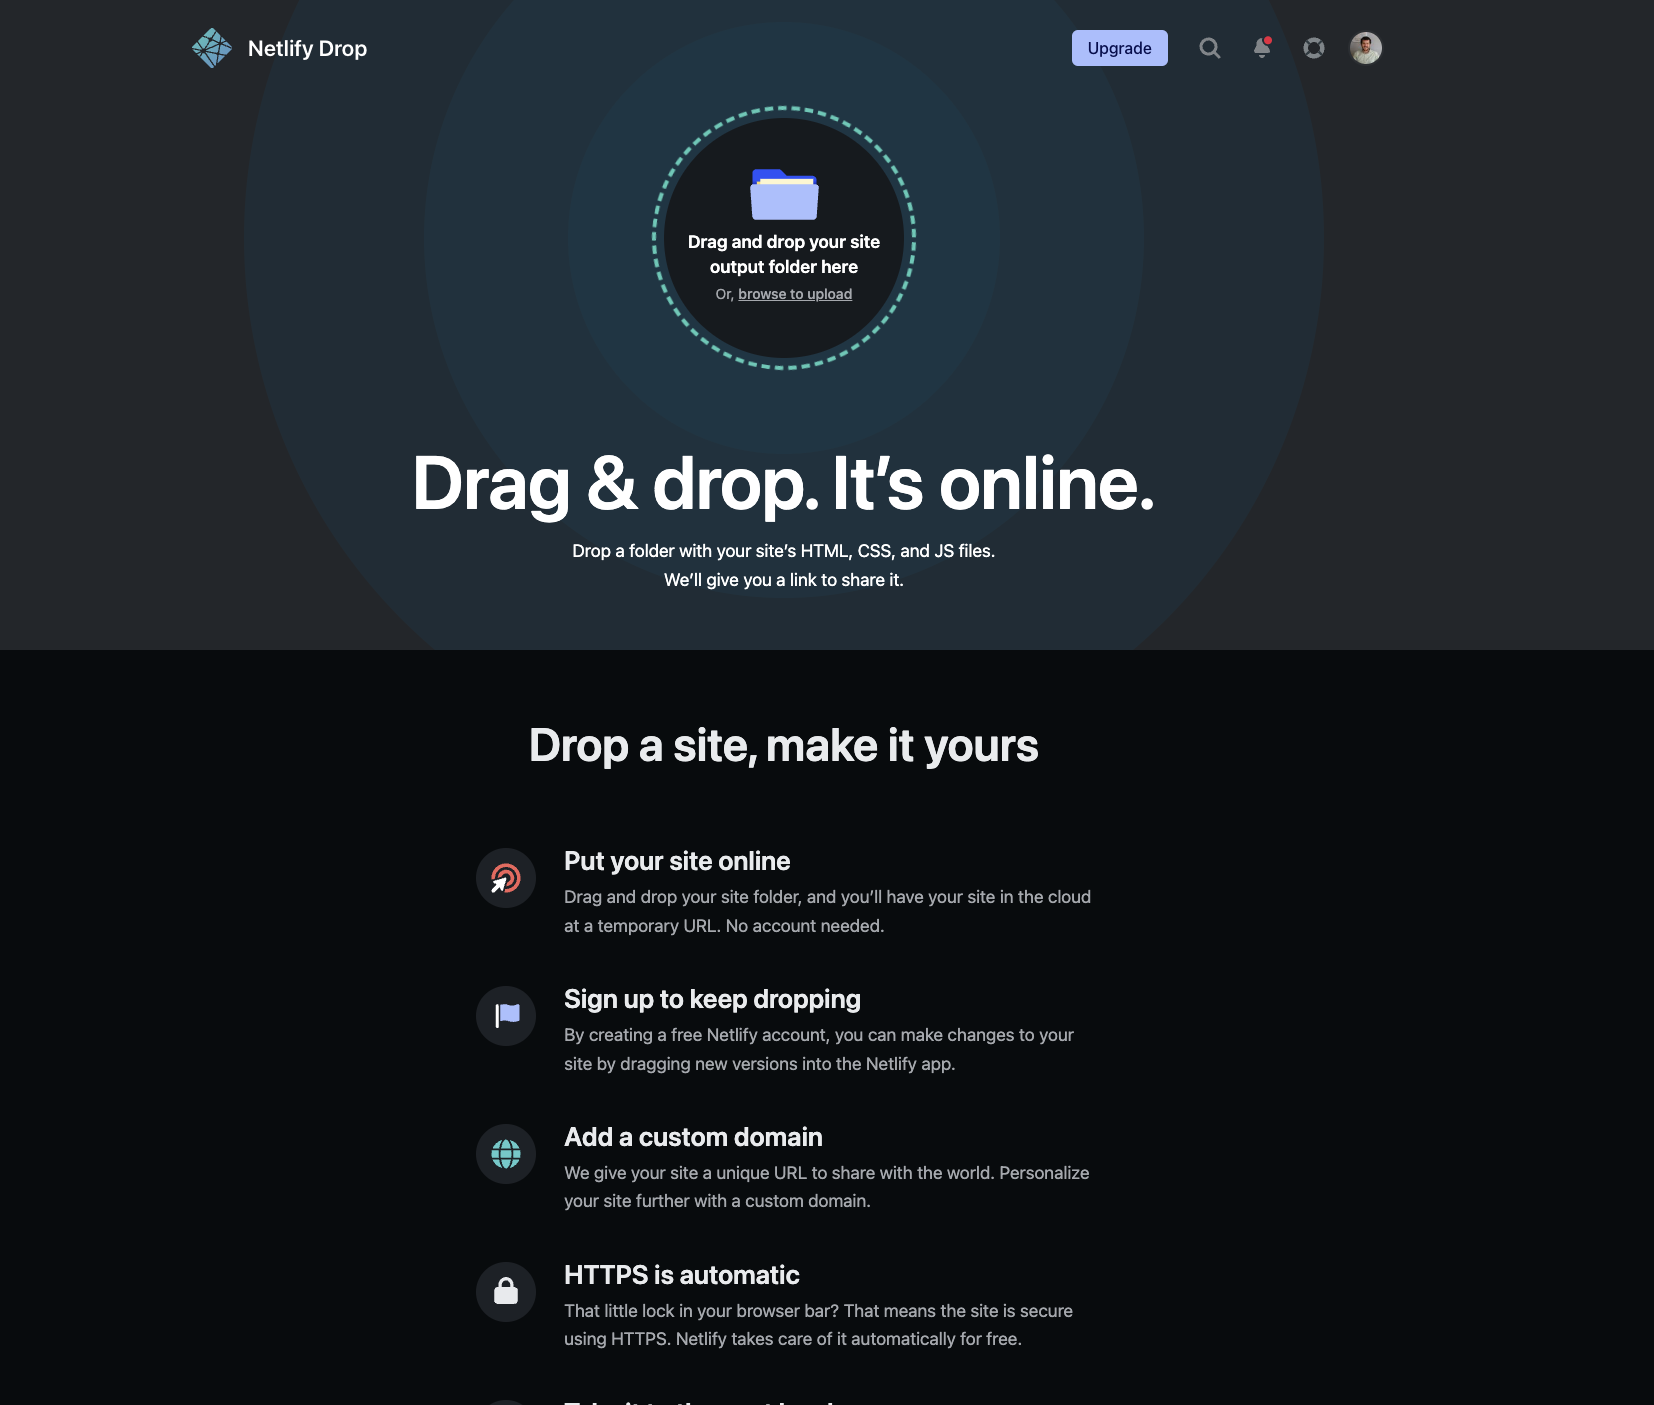 Netlify Drop
Upgrade
Drag and drop your site
output folder here
Or, browse to upload
Drag & drop. It’s online.
Drop a folder with your site’s HTML, CSS, and JS files.
We’ll give you a link to share it.
Drop a site, make it yours
Put your site online
Drag and drop your site folder, and you’ll have your site in the cloud
at a temporary URL. No account needed.
Sign up to keep dropping
By creating a free Netlify account, you can make changes to your
site by dragging new versions into the Netlify app.
Add a custom domain
We give your site a unique URL to share with the world. Personalize
your site further with a custom domain.
HTTPS is automatic
That little lock in your browser bar? That means the site is secure
using HTTPS. Netlify takes care of it automatically for free.